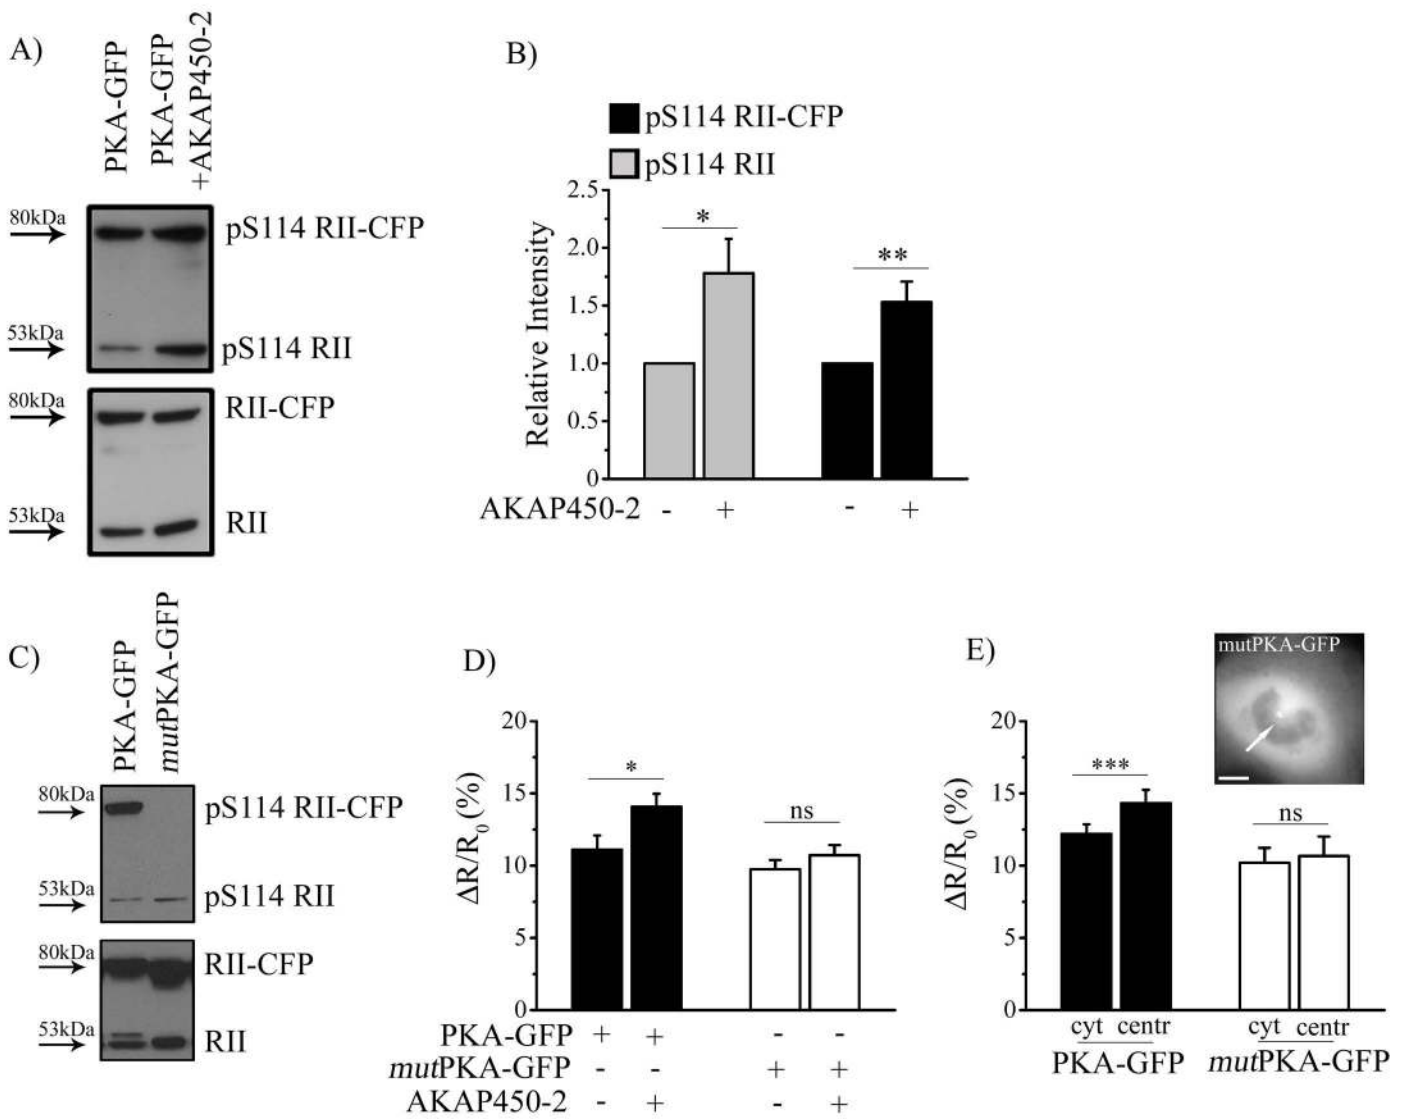 A)
PKA-GFP
PKA-GFP
+AKAP450-2
80kDa
pS114 RII-CFP
53kDa
pS114 RII
80kDa
RII-CFP
53kDa
RII
B)
pS114 RII-CFP
pS114 RII
2.5
2.0
1.5
1.0
0.5
0
Relative Intensity
*
**
AKAP450-2 - + - +
C)
PKA-GFP
mutPKA-GFP
80kDa
pS114 RII-CFP
53kDa
pS114 RII
80kDa
RII-CFP
53kDa
RII
D)
20
15
10
5
0
ΔR/R0 (%)
*
ns
PKA-GFP + + - -
mutPKA-GFP - - + +
AKAP450-2 - + - +
E)
mutPKA-GFP
20
15
10
5
0
ΔR/R0 (%)
***
ns
cyt centr cyt centr
PKA-GFP mutPKA-GFP